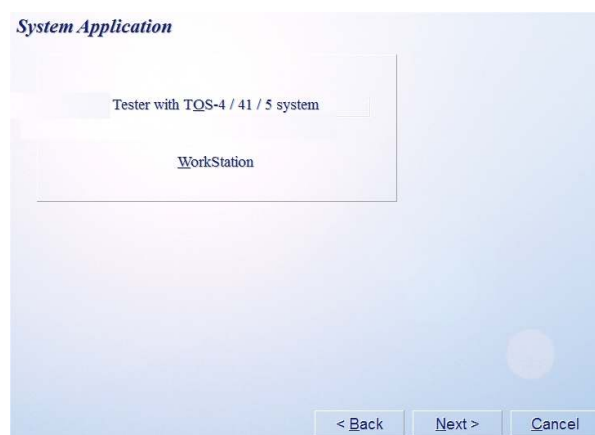 System Application
Tester with TOS-4 / 41 / 5 system
WorkStation
< Back
Next >
Cancel